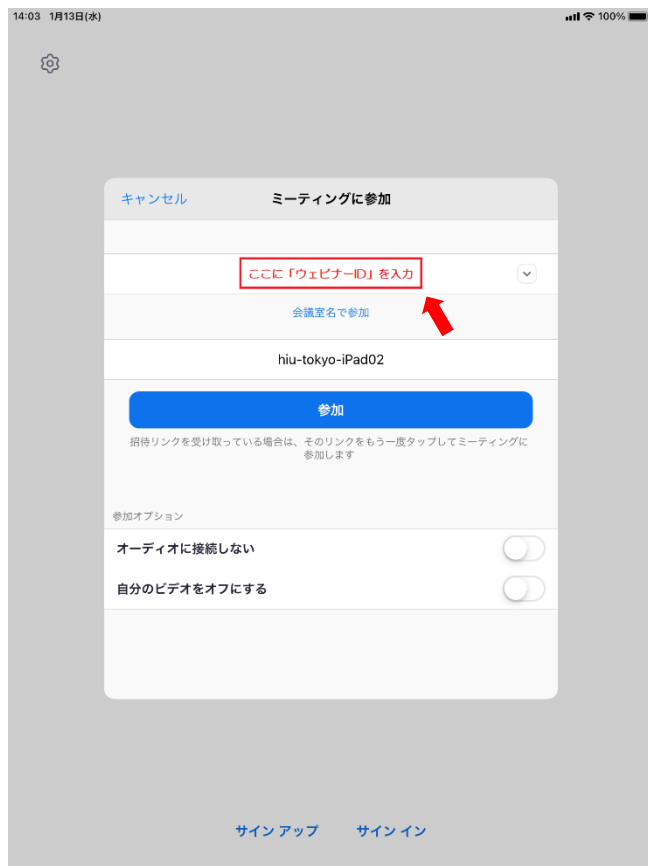 14:03 1月13日(水)
100%
キャンセル
ミーティングに参加
ここに「ウェビナーID」を入力
会議室名で参加
hiu-tokyo-iPad02
参加
招待リンクを受け取っている場合は、そのリンクをもう一度タップしてミーティングに
参加します
参加オプション
オーディオに接続しない
自分のビデオをオフにする
サイン アップ
サイン イン